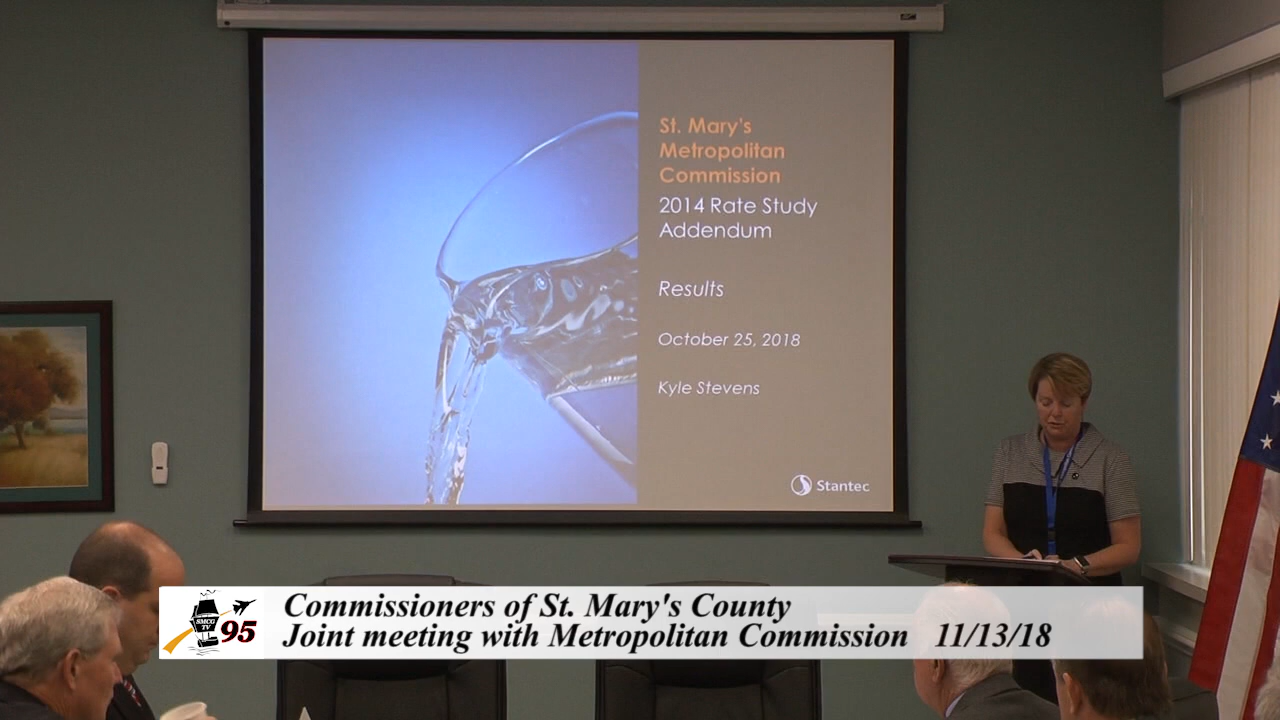 St. Mary's
Metropolitan
Commission
2014 Rate Study
Addendum
Results
October 25, 2018
Kyle Stevens
Stantec
SMCG
TV
95
Commissioners of St. Mary's County
Joint meeting with Metropolitan Commission 11/13/18